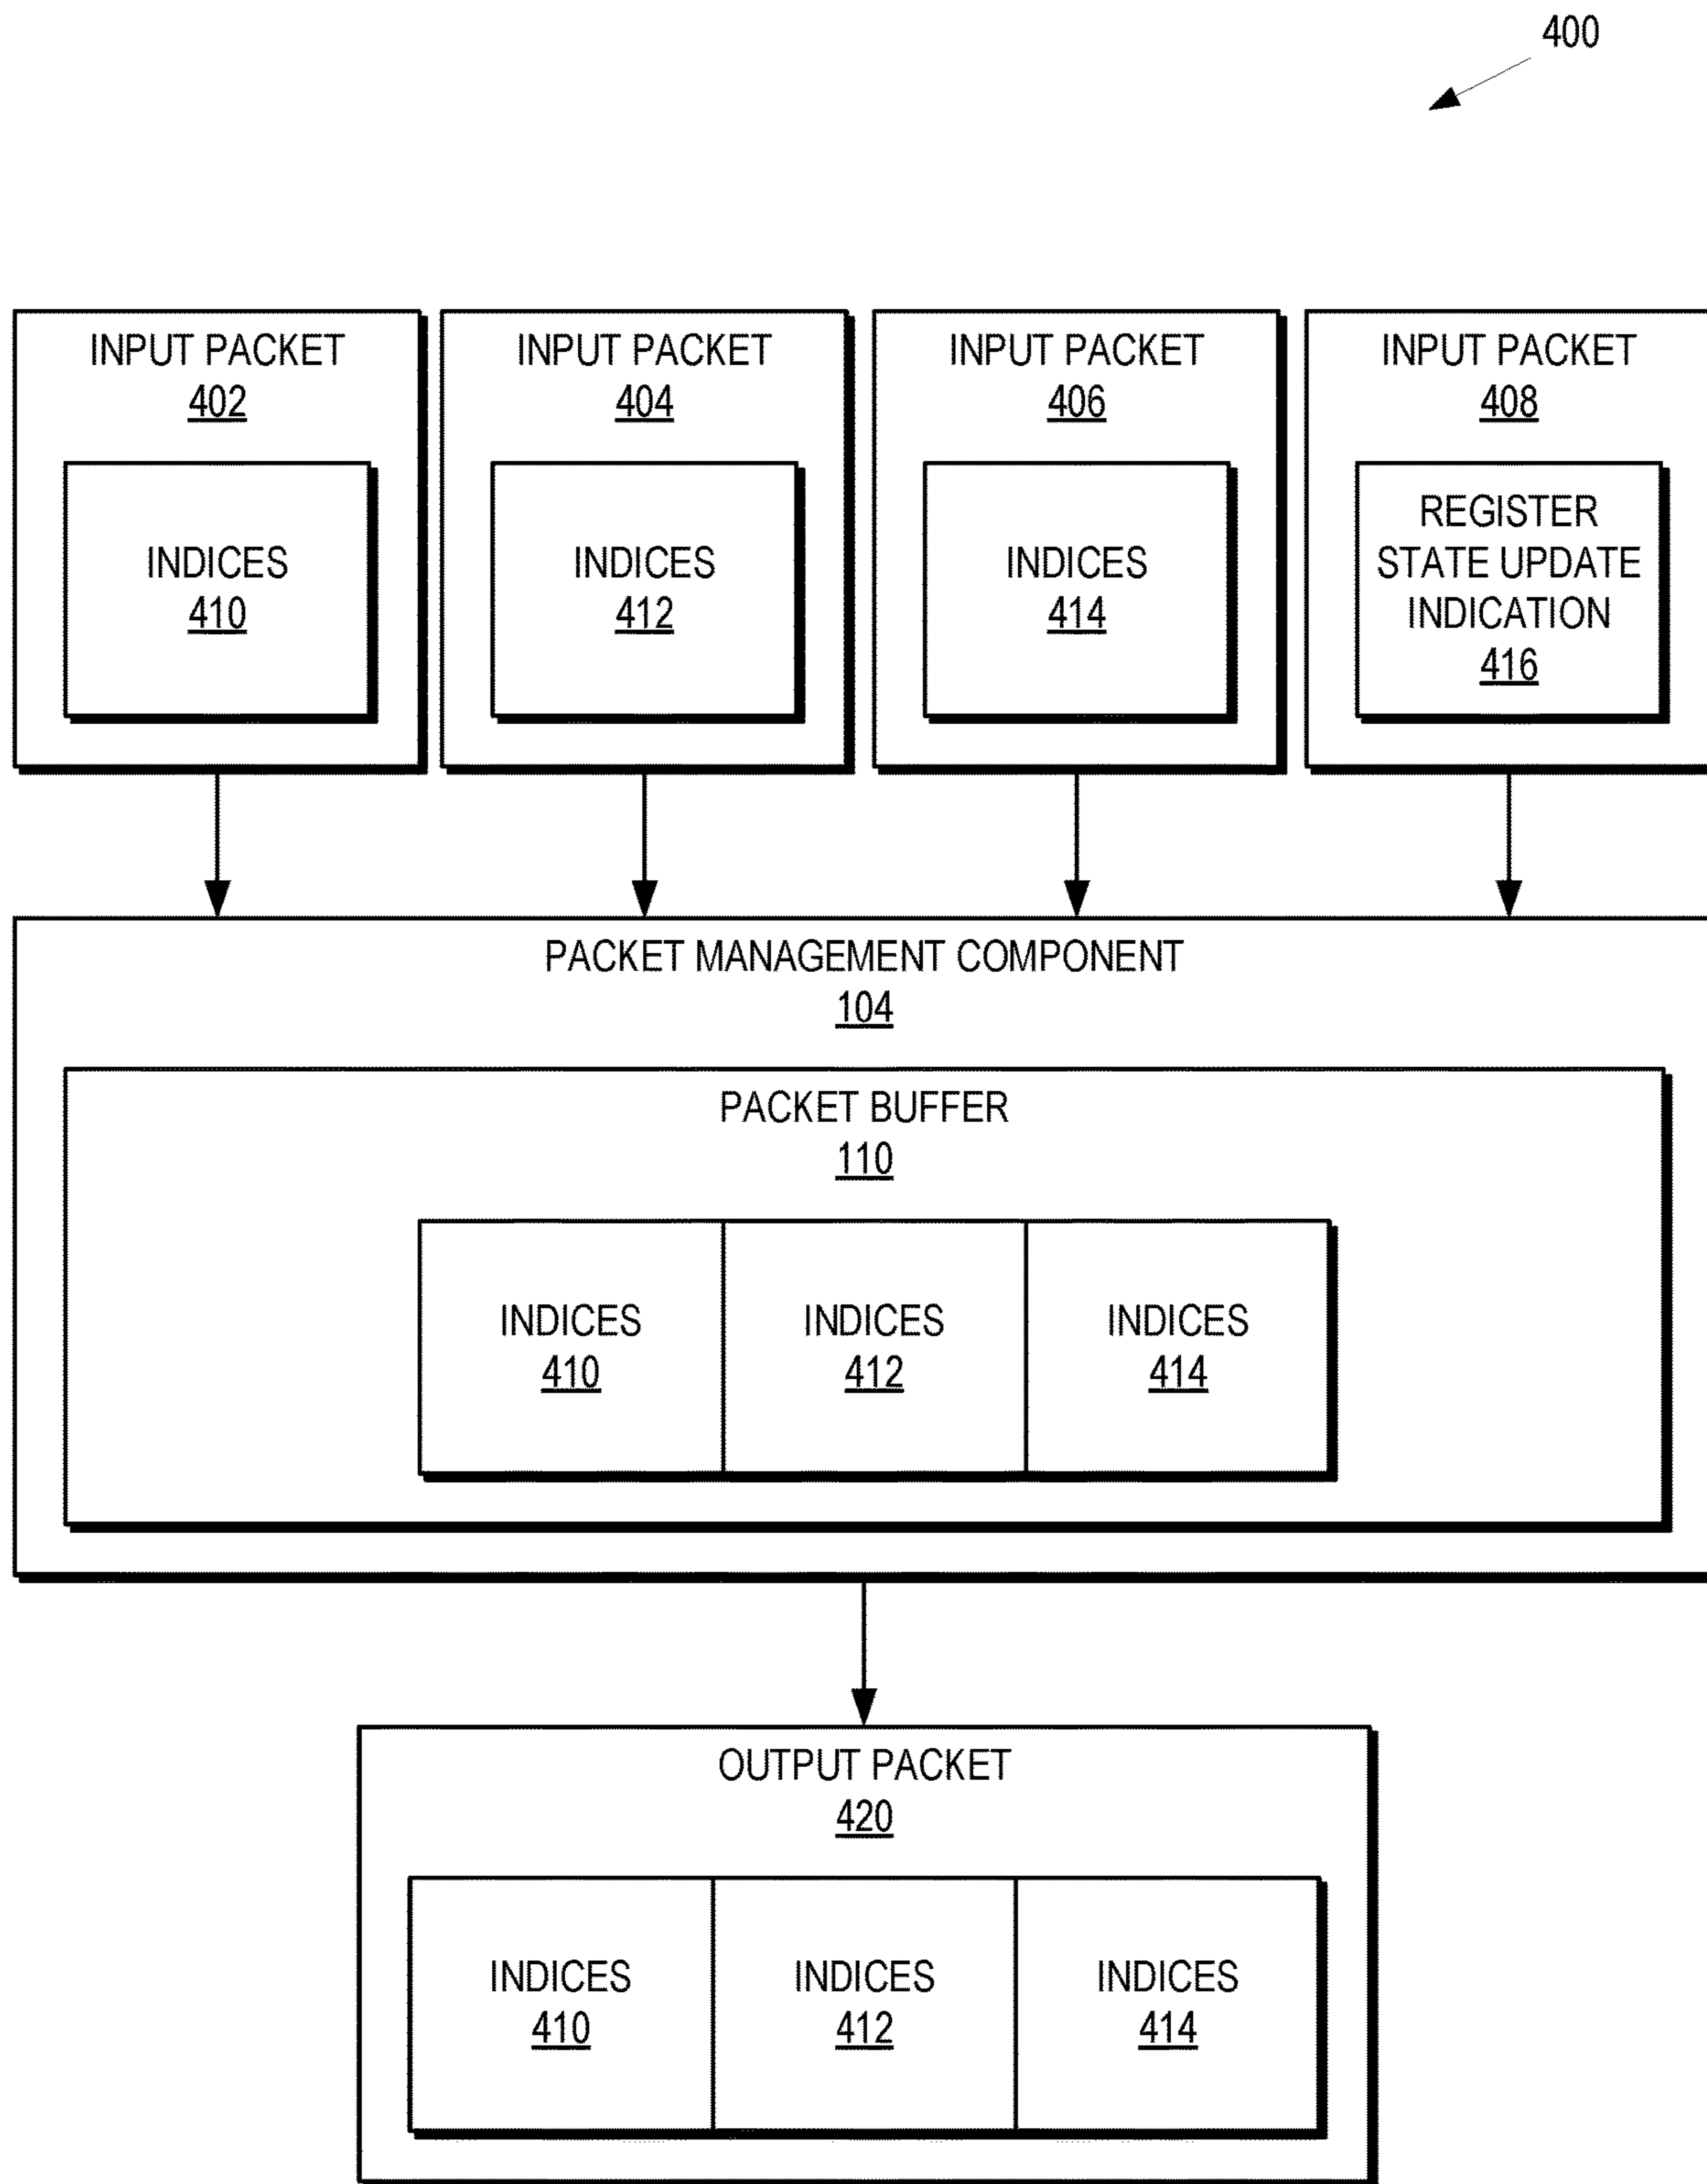 400
INPUT PACKET
402
INDICES
410
INPUT PACKET
404
INDICES
412
INPUT PACKET
406
INDICES
414
INPUT PACKET
408
REGISTER
STATE UPDATE
INDICATION
416
PACKET MANAGEMENT COMPONENT
104
PACKET BUFFER
110
INDICES
410
INDICES
412
INDICES
414
OUTPUT PACKET
420
INDICES
410
INDICES
412
INDICES
414